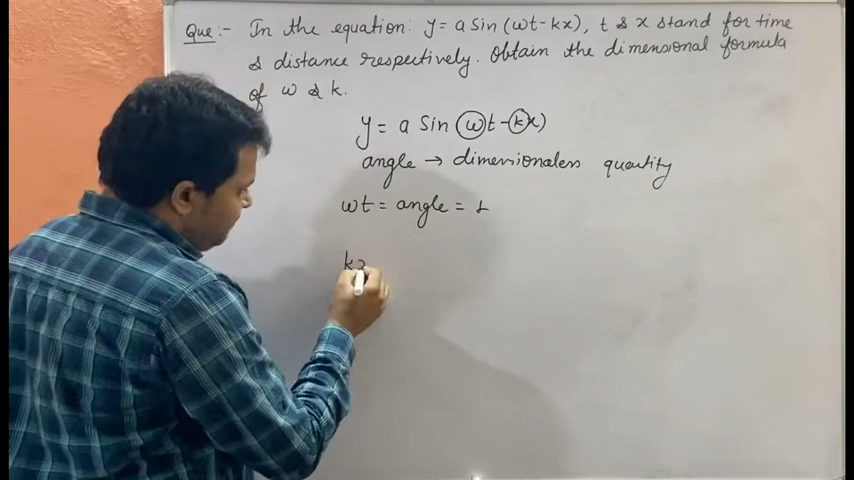 Que:- In the equation: y = a sin (ωt - kx), t & x stand for time
& distance respectively. Obtain the dimensional formula
of ω & k.
y = a sin (ωt - kx)
angle → dimensionless quantity
ωt = angle = 1
kx